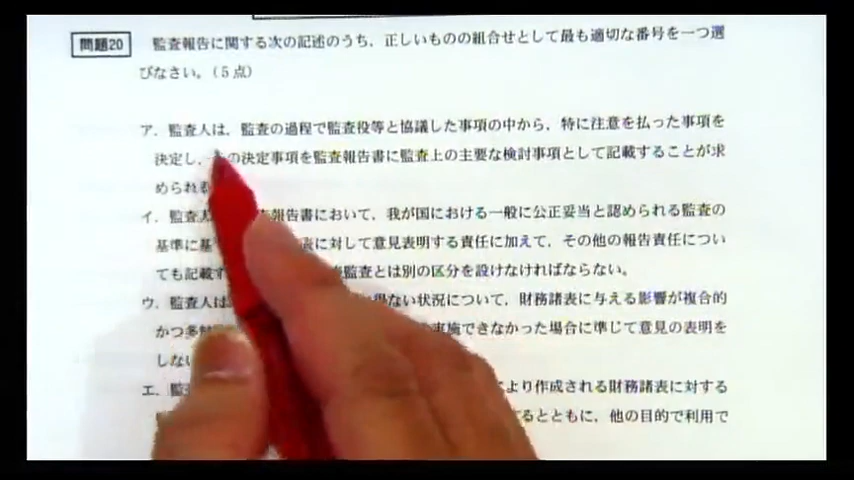 問題20 監査報告に関する次の記述のうち、正しいものの組合せとして最も適切な番号を一つ選
びなさい。(5点)
ア．監査人は、監査の過程で監査役等と協議した事項の中から、特に注意を払った事項を
決定し、の決定事項を監査報告書に監査上の主要な検討事項として記載することが求
められる
イ．監査 報告書において、我が国における一般に公正妥当と認められる監査の
基準に基 表に対して意見表明する責任に加えて、その他の報告責任につい
ても記載す 監査とは別の区分を設けなければならない。
ウ．監査人は 得ない状況について、財務諸表に与える影響が複合的
かつ多 実施できなかった場合に準じて意見の表明を
しない
エ．監 により作成される財務諸表に対する
るとともに、他の目的で利用で